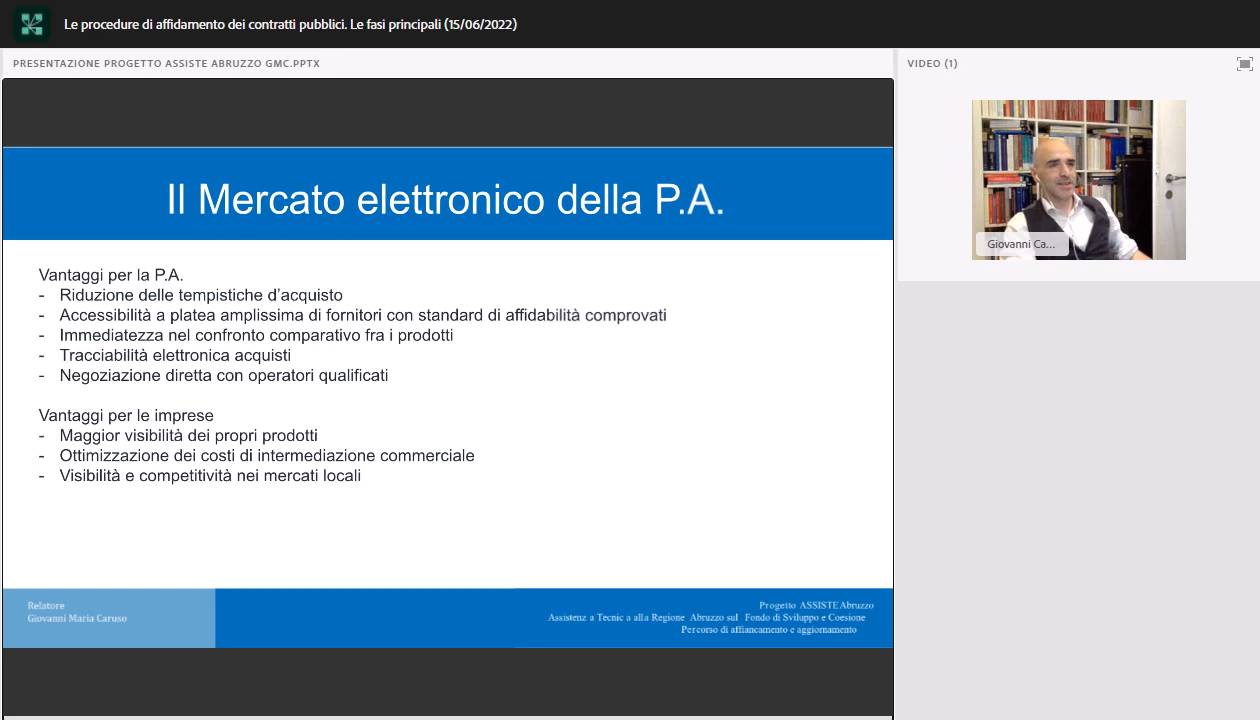 Le procedure di affidamento dei contratti pubblici. Le fasi principali (15/06/2022)
PRESENTAZIONE PROGETTO ASSISTE ABRUZZO GMC.PPTX
VIDEO (1)
Il Mercato elettronico della P.A.
Vantaggi per la P.A.
- Riduzione delle tempistiche d'acquisto
- Accessibilità a platea amplissima di fornitori con standard di affidabilità comprovati
- Immediatezza nel confronto comparativo fra i prodotti
- Tracciabilità elettronica acquisti
- Negoziazione diretta con operatori qualificati
Vantaggi per le imprese
- Maggior visibilità dei propri prodotti
- Ottimizzazione dei costi di intermediazione commerciale
- Visibilità e competitività nei mercati locali
Relatore
Giovanni Maria Caruso
Progetto ASSISTE Abruzzo
Assistenz a Tecnic a alla Regione Abruzzo sul Fondo di Sviluppo e Coesione
Percorso di affiancamento e aggiornamento
Giovanni Ca...